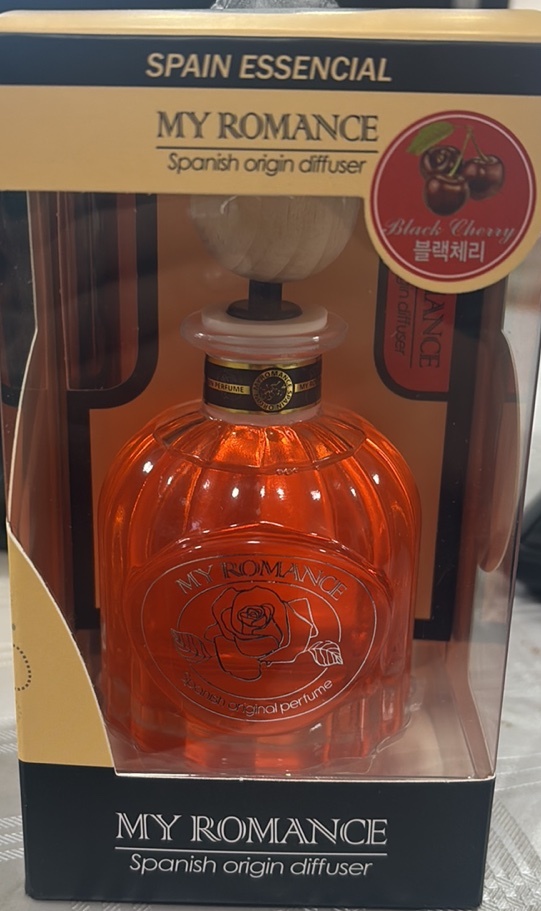 SPAIN ESSENCIAL
MY ROMANCE
Spanish origin diffuser
Black Cherry
블랙체리
MY ROMANCE
Spanish original perfume
MY ROMANCE
Spanish origin diffuser